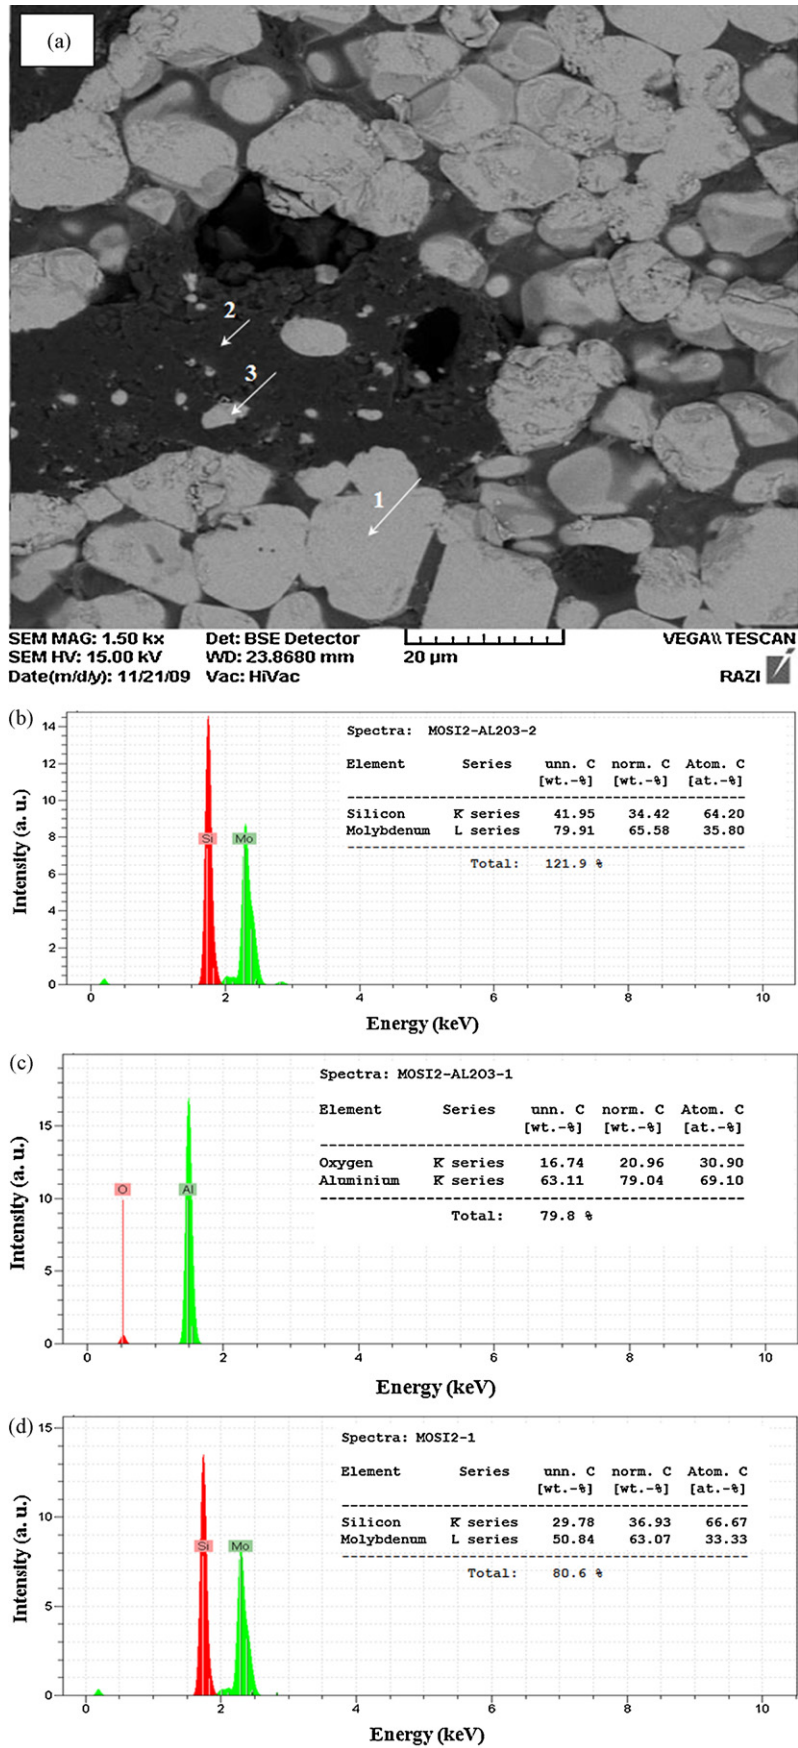 (a)
2
3
1
SEM MAG: 1.50 kx Det: BSE Detector VEGA\\ TESCAN
SEM HV: 15.00 kV WD: 23.8680 mm 20 µm
Date(m/d/y): 11/21/09 Vac: HiVac RAZI
(b)
Spectra: MOSI2-AL2O3-2
Element Series unn. C norm. C Atom. C
[wt.-%] [wt.-%] [at.-%]
Silicon K series 41.95 34.42 64.20
Molybdenum L series 79.91 65.58 35.80
Total: 121.9 %
14
12
10
8
6
4
2
0
Si Mo
0 2 4 6 8 10
Intensity (a. u.)
Energy (keV)
(c)
Spectra: MOSI2-AL2O3-1
Element Series unn. C norm. C Atom. C
[wt.-%] [wt.-%] [at.-%]
Oxygen K series 16.74 20.96 30.90
Aluminium K series 63.11 79.04 69.10
Total: 79.8 %
15
10
5
0
O Al
0 2 4 6 8 10
Intensity (a. u.)
Energy (keV)
(d)
Spectra: MOSI2-1
Element Series unn. C norm. C Atom. C
[wt.-%] [wt.-%] [at.-%]
Silicon K series 29.78 36.93 66.67
Molybdenum L series 50.84 63.07 33.33
Total: 80.6 %
15
10
5
0
Si Mo
0 2 4 6 8 10
Intensity (a. u.)
Energy (keV)